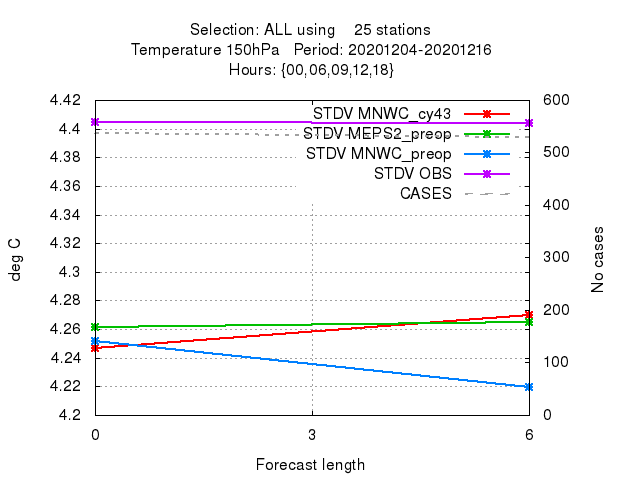 Selection: ALL using 25 stations
Temperature 150hPa Period: 20201204-20201216
Hours: {00,06,09,12,18}
4.42
4.4
4.38
4.36
4.34
4.32
4.3
4.28
4.26
4.24
4.22
4.2
deg C
STDV MNWC_cy43
STDV MEPS2_preop
STDV MNWC_preop
STDV OBS
CASES
600
500
400
300
200
100
0
No cases
0 3 6
Forecast length